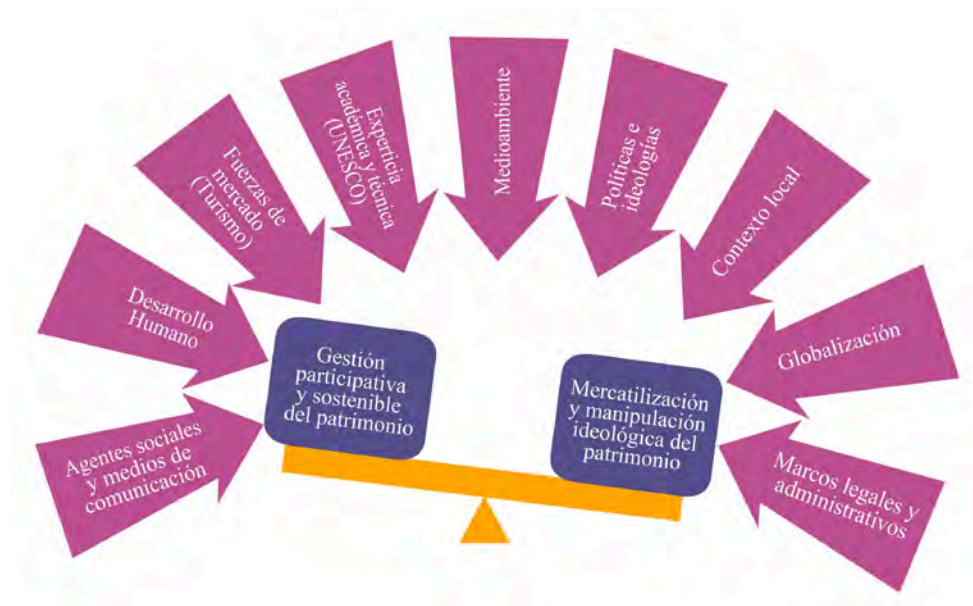 Agentes sociales
y medios de
comunicación
Desarrollo
Humano
Fuerzas de
mercado
(Turismo)
Experticia
académica y técnica
(UNESCO)
Medioambiente
Políticas e
ideologías
Contexto local
Globalización
Marcos legales y
administrativos
Gestión
participativa
y sostenible
del patrimonio
Mercatilización
y manipulación
ideológica del
patrimonio